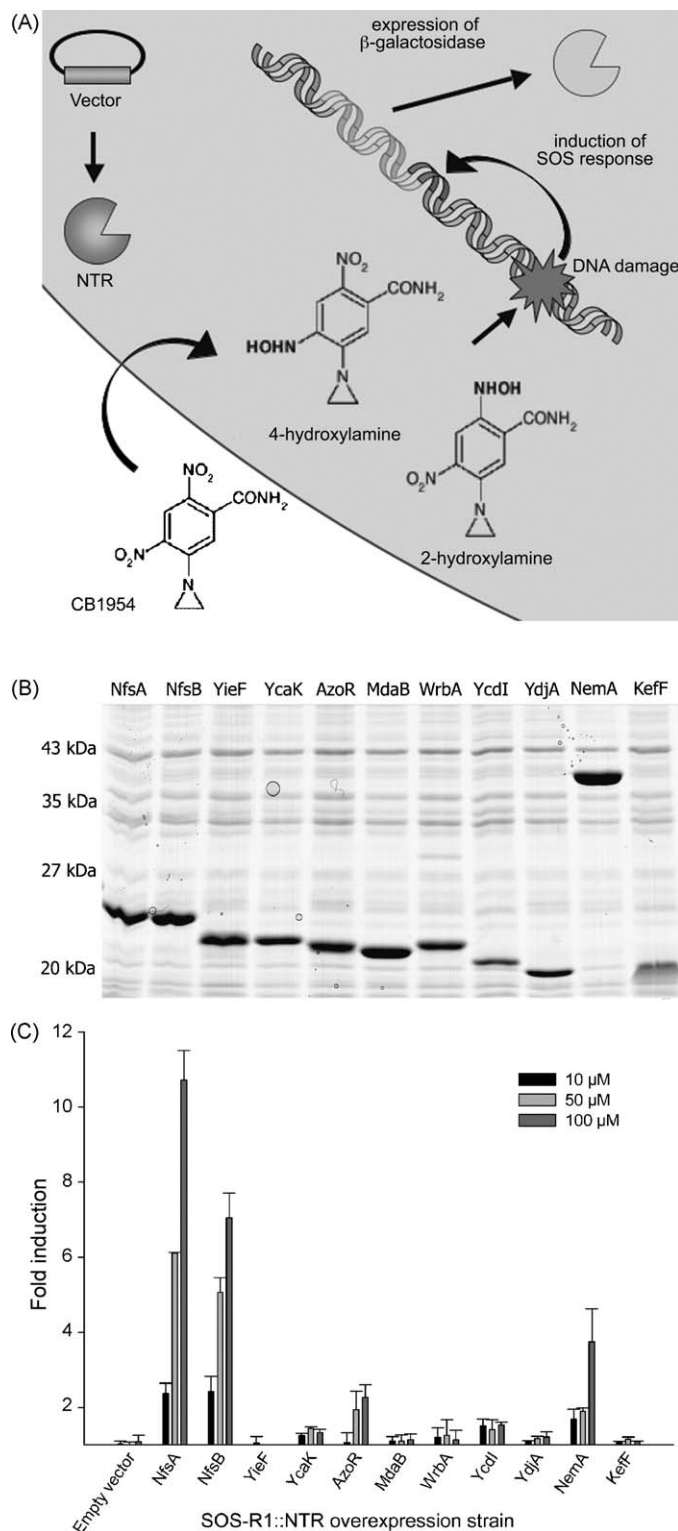 (A)
expression of
β-galactosidase
Vector
induction of
SOS response
NTR
NO2
CONH2
DNA damage
HOHN
N
NHOH
4-hydroxylamine
CONH2
O2N
N
NO2
CONH2
2-hydroxylamine
O2N
N
CB1954
(B)
NfsA NfsB YieF YcaK AzoR MdaB WrbA YcdI YdjA NemA KefF
43 kDa
35 kDa
27 kDa
20 kDa
(C)
12
10 µM
50 µM
100 µM
10
8
6
4
2
Fold induction
Empty vector NfsA NfsB YieF YcaK AzoR MdaB WrbA YcdI YdjA NemA KefF
SOS-R1::NTR overexpression strain